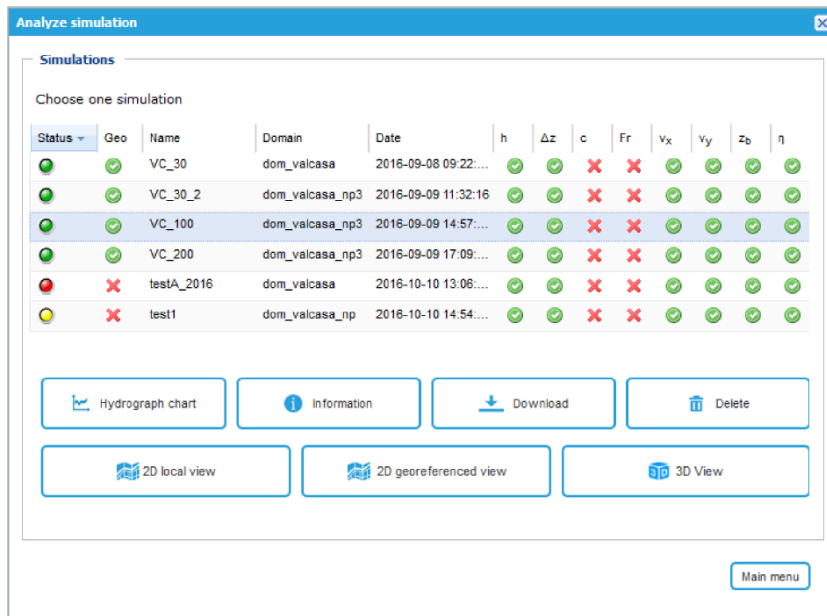 Analyze simulation
Simulations
Choose one simulation
Status Geo Name Domain Date h Δz c Fr vx vy zb η
VC_30 dom_valcasa 2016-09-08 09:22:...
VC_30_2 dom_valcasa_np3 2016-09-09 11:32:16
VC_100 dom_valcasa_np3 2016-09-09 14:57:...
VC_200 dom_valcasa_np3 2016-09-09 17:09:...
testA_2016 dom_valcasa 2016-10-10 13:06:...
test1 dom_valcasa_np 2016-10-10 14:54:...
Hydrograph chart Information Download Delete
2D local view 2D georeferenced view 3D 3D View
Main menu